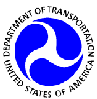 DEPARTMENT OF TRANSPORTATION
UNITED STATES OF AMERICA